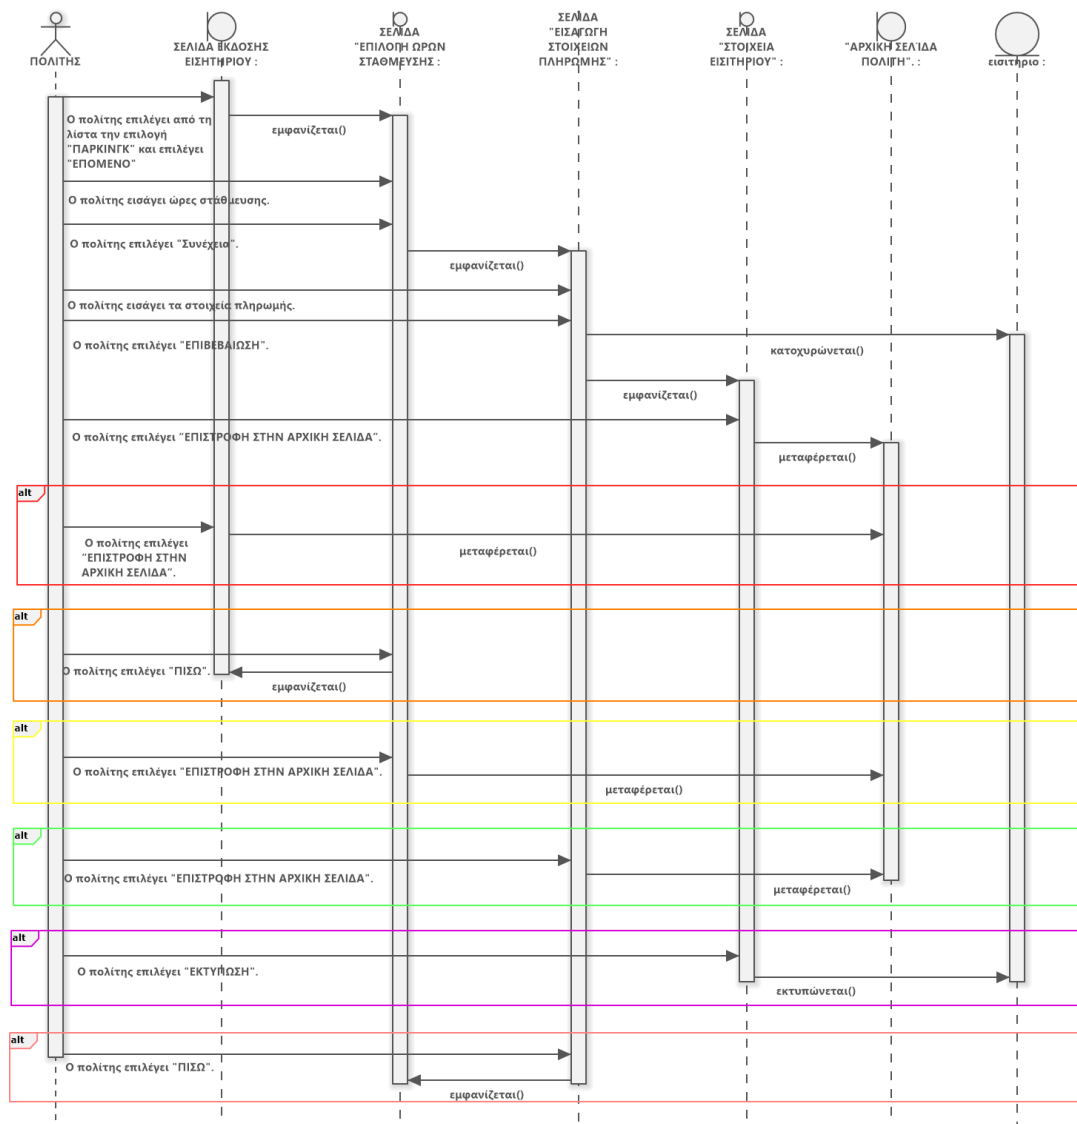 ΠΟΛΙΤΗΣ
ΣΕΛΙΔΑ ΕΚΔΟΣΗΣ
ΕΙΣΗΤΗΡΙΟΥ :
ΣΕΛΙΔΑ
"ΕΠΙΛΟΓΗ ΩΡΩΝ
ΣΤΑΘΜΕΥΣΗΣ :
ΣΕΛΙΔΑ
"ΕΙΣΑΓΩΓΗ
ΣΤΟΙΧΕΙΩΝ
ΠΛΗΡΩΜΗΣ" :
ΣΕΛΙΔΑ
"ΣΤΟΙΧΕΙΑ
ΕΙΣΙΤΗΡΙΟΥ" :
"ΑΡΧΙΚΗ ΣΕΛΊΔΑ
ΠΟΛΙΤΗ". :
εισιτήριο :
Ο πολίτης επιλέγει από τη
λίστα την επιλογή
"ΠΑΡΚΙΝΓΚ" και επιλέγει
"ΕΠΟΜΕΝΟ"
εμφανίζεται()
Ο πολίτης εισάγει ώρες στάθμευσης.
Ο πολίτης επιλέγει "Συνέχεια".
εμφανίζεται()
Ο πολίτης εισάγει τα στοιχεία πληρωμής.
Ο πολίτης επιλέγει "ΕΠΙΒΕΒΑΙΩΣΗ".
κατοχυρώνεται()
εμφανίζεται()
Ο πολίτης επιλέγει "ΕΠΙΣΤΡΟΦΗ ΣΤΗΝ ΑΡΧΙΚΗ ΣΕΛΙΔΑ".
μεταφέρεται()
alt
Ο πολίτης επιλέγει
"ΕΠΙΣΤΡΟΦΗ ΣΤΗΝ
ΑΡΧΙΚΗ ΣΕΛΙΔΑ".
μεταφέρεται()
alt
Ο πολίτης επιλέγει "ΠΙΣΩ".
εμφανίζεται()
alt
Ο πολίτης επιλέγει "ΕΠΙΣΤΡΟΦΗ ΣΤΗΝ ΑΡΧΙΚΗ ΣΕΛΙΔΑ".
μεταφέρεται()
alt
Ο πολίτης επιλέγει "ΕΠΙΣΤΡΟΦΗ ΣΤΗΝ ΑΡΧΙΚΗ ΣΕΛΙΔΑ".
μεταφέρεται()
alt
Ο πολίτης επιλέγει "ΕΚΤΥΠΩΣΗ".
εκτυπώνεται()
alt
Ο πολίτης επιλέγει "ΠΙΣΩ".
εμφανίζεται()